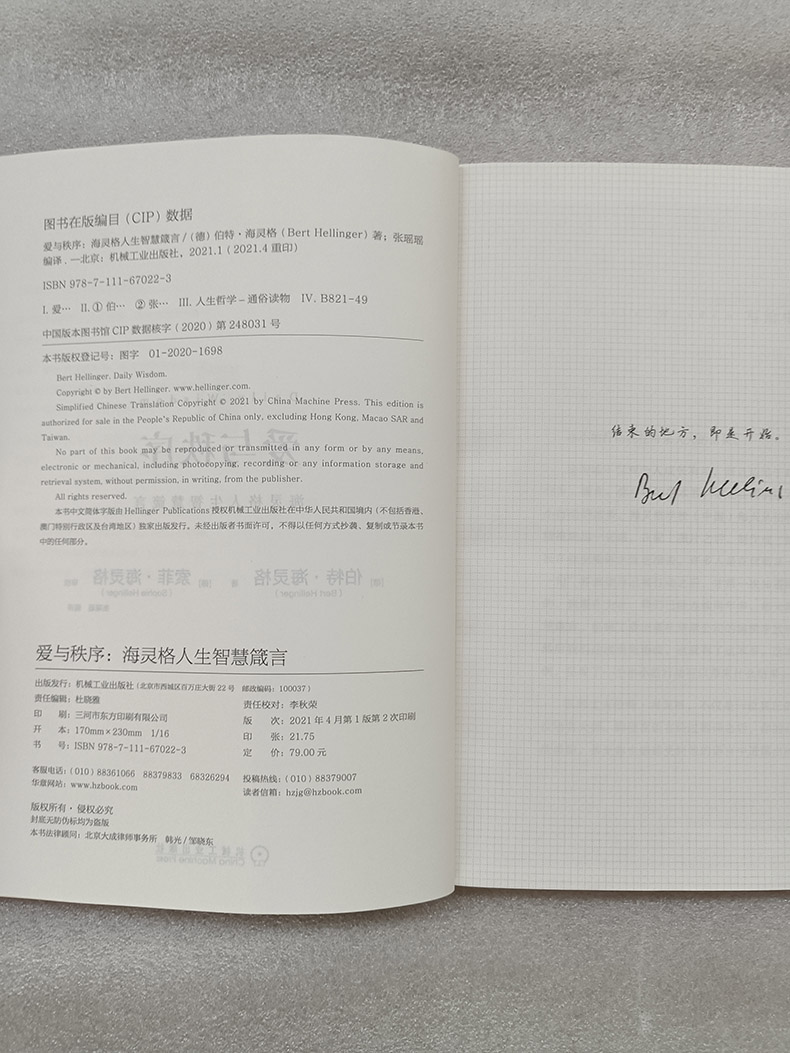 图书在版编目（CIP）数据
爱与秩序：海灵格人生智慧箴言/（德）伯特·海灵格（Bert Hellinger）著；张瑶瑶
编译．—北京：机械工业出版社，2021.1（2021.4 重印）
ISBN 978-7-111-67022-3
I. 爱… II. ① 伯… ② 张… III. 人生哲学－通俗读物 IV. B821-49
中国版本图书馆 CIP 数据核字（2020）第 248031 号
本书版权登记号：图字 01-2020-1698
Bert Hellinger. Daily Wisdom.
Copyright © by Bert Hellinger. www.hellinger.com.
Simplified Chinese Translation Copyright © 2021 by China Machine Press. This edition is
authorized for sale in the People's Republic of China only, excluding Hong Kong, Macao SAR and
Taiwan.
No part of this book may be reproduced or transmitted in any form or by any means,
electronic or mechanical, including photocopying, recording or any information storage and
retrieval system, without permission, in writing, from the publisher.
All rights reserved.
本书中文简体字版由 Hellinger Publications 授权机械工业出版社在中华人民共和国境内（不包括香港、
澳门特别行政区及台湾地区）独家出版发行。未经出版者书面许可，不得以任何方式抄袭、复制或节录本书
中的任何部分。
爱与秩序：海灵格人生智慧箴言
出版发行：机械工业出版社（北京市西城区百万庄大街 22 号 邮政编码：100037）
责任编辑：杜晓雅 责任校对：李秋荣
印 刷：三河市东方印刷有限公司 版 次：2021 年 4 月第 1 版第 2 次印刷
开 本：170mm×230mm 1/16 印 张：21.75
书 号：ISBN 978-7-111-67022-3 定 价：79.00 元
客服电话：（010）88361066 88379833 68326294 投稿热线：（010）88379007
华章网站：www.hzbook.com 读者信箱：hzjg@hzbook.com
版权所有·侵权必究
封底无防伪标均为盗版
本书法律顾问：北京大成律师事务所 韩光/邹晓东
结束的地方，即是开始。